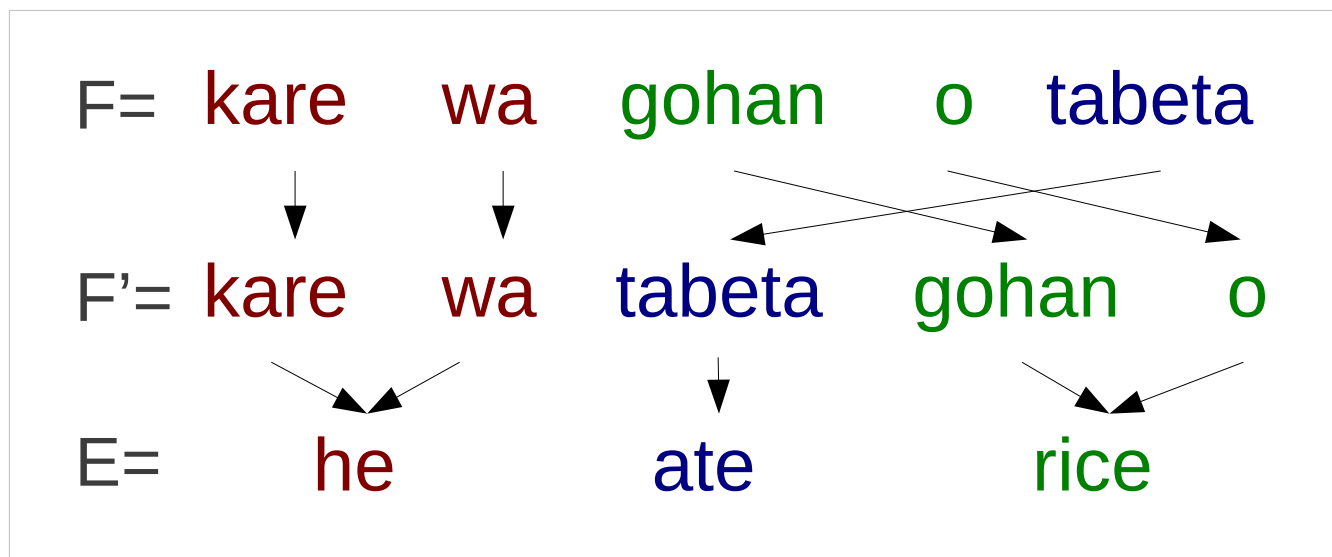 F= kare wa gohan o tabeta
F’= kare wa tabeta gohan o
E= he ate rice